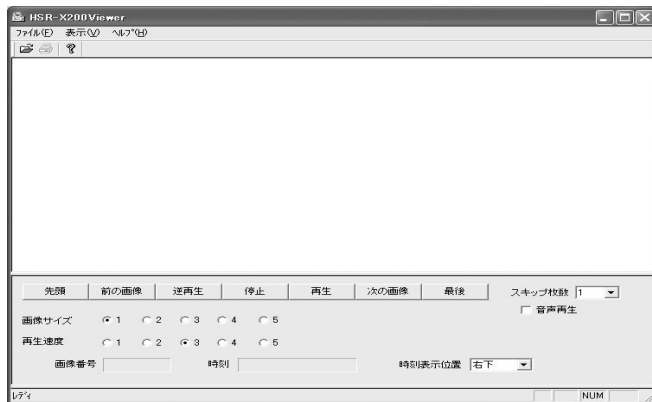 HSR-X200Viewer
ﾌｧｲﾙ(F) 表示(V) ﾍﾙﾌﾟ(H)
先頭 前の画像 逆再生 停止 再生 次の画像 最後 スキップ枚数 1
音声再生
画像サイズ 1 2 3 4 5
再生速度 1 2 3 4 5
画像番号 時刻 時刻表示位置 右下
ﾚﾃﾞｨ NUM